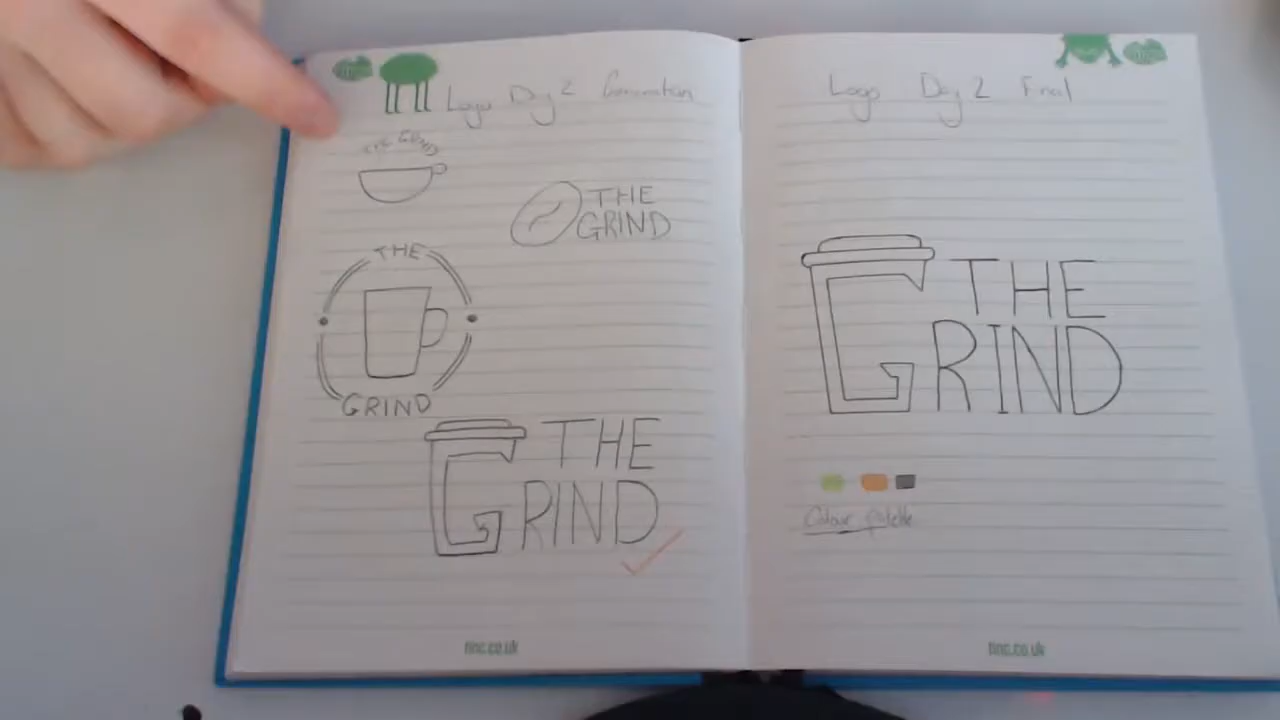 Logo Day 2 Generation
THE GRIND
THE
GRIND
THE
GRIND
THE
GRIND
tinc.co.uk
Logo Day 2 Final
THE
GRIND
Colour palette
tinc.co.uk